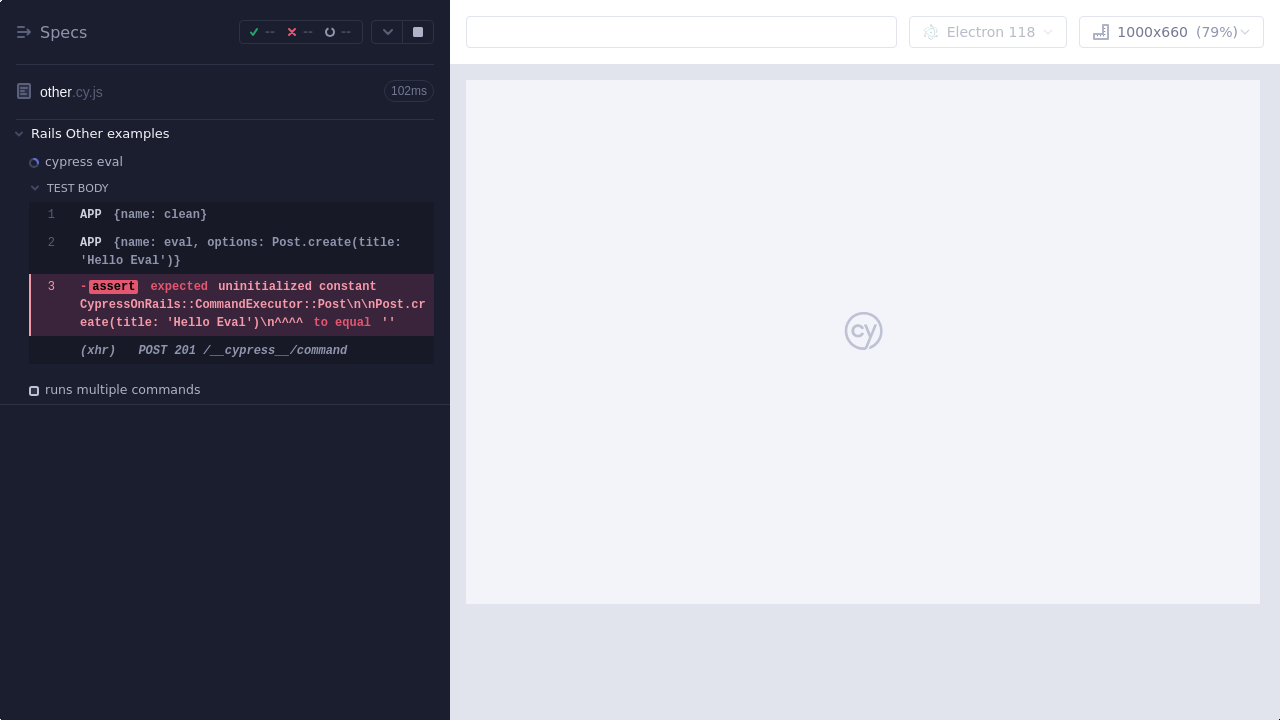 Specs
-- -- --
Electron 118
1000x660 (79%)
other.cy.js
102ms
Rails Other examples
cypress eval
TEST BODY
1 APP {name: clean}
2 APP {name: eval, options: Post.create(title:
'Hello Eval')}
3 -assert expected uninitialized constant
CypressOnRails::CommandExecutor::Post\n\nPost.cr
eate(title: 'Hello Eval')\n^^^^ to equal ''
(xhr) POST 201 /__cypress__/command
runs multiple commands
cy